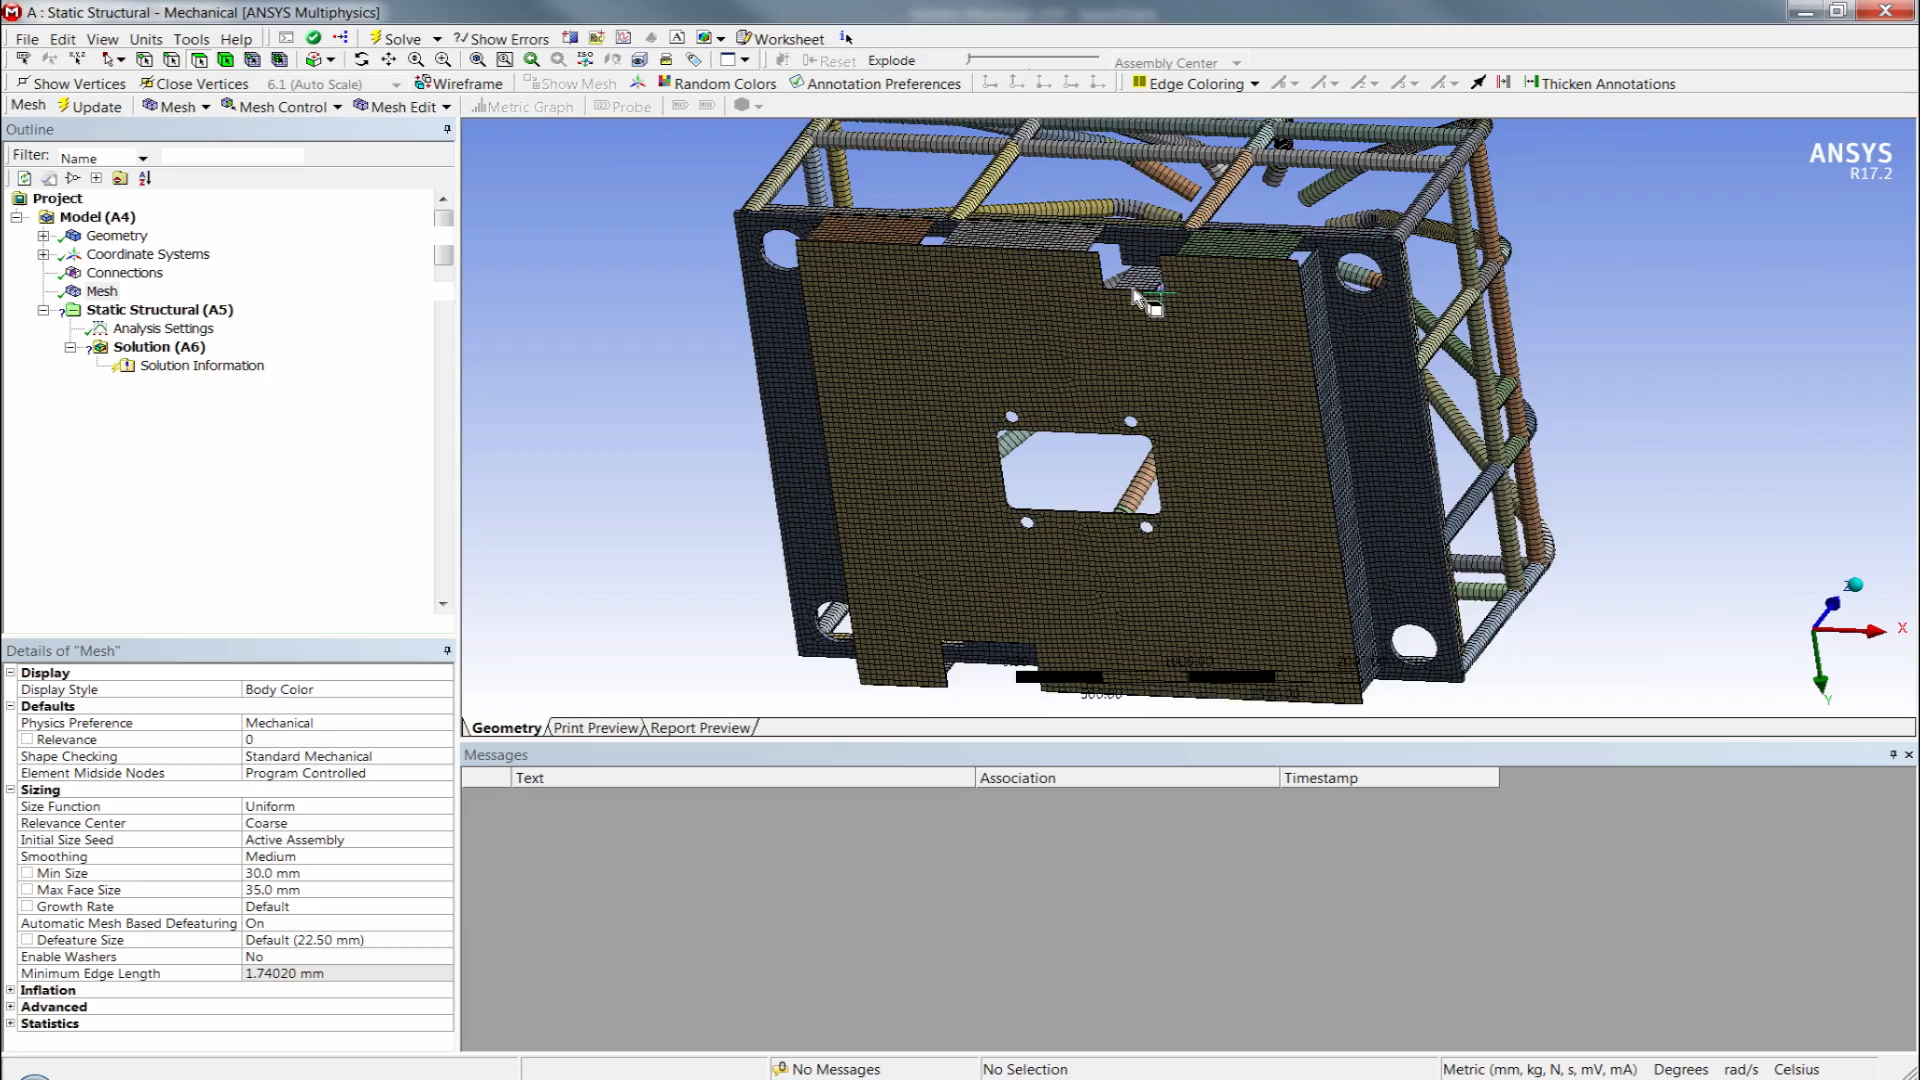 A : Static Structural - Mechanical [ANSYS Multiphysics]
File Edit View Units Tools Help Solve Show Errors Worksheet
Reset Explode Assembly Center
Show Vertices Close Vertices 6.1 (Auto Scale) Wireframe Show Mesh Random Colors Annotation Preferences Edge Coloring Thicken Annotations
Mesh Update Mesh Mesh Control Mesh Edit Metric Graph Probe
Outline
Filter: Name
Project
Model (A4)
Geometry
Coordinate Systems
Connections
Mesh
Static Structural (A5)
Analysis Settings
Solution (A6)
Solution Information
ANSYS
R17.2
Z
X
Y
Details of "Mesh"
Display
Display Style Body Color
Defaults
Physics Preference Mechanical
Relevance 0
Shape Checking Standard Mechanical
Element Midside Nodes Program Controlled
Sizing
Size Function Uniform
Relevance Center Coarse
Initial Size Seed Active Assembly
Smoothing Medium
Min Size 30.0 mm
Max Face Size 35.0 mm
Growth Rate Default
Automatic Mesh Based Defeaturing On
Defeature Size Default (22.50 mm)
Enable Washers No
Minimum Edge Length 1.74020 mm
Inflation
Advanced
Statistics
Geometry Print Preview Report Preview
Messages
Text Association Timestamp
No Messages No Selection Metric (mm, kg, N, s, mV, mA) Degrees rad/s Celsius